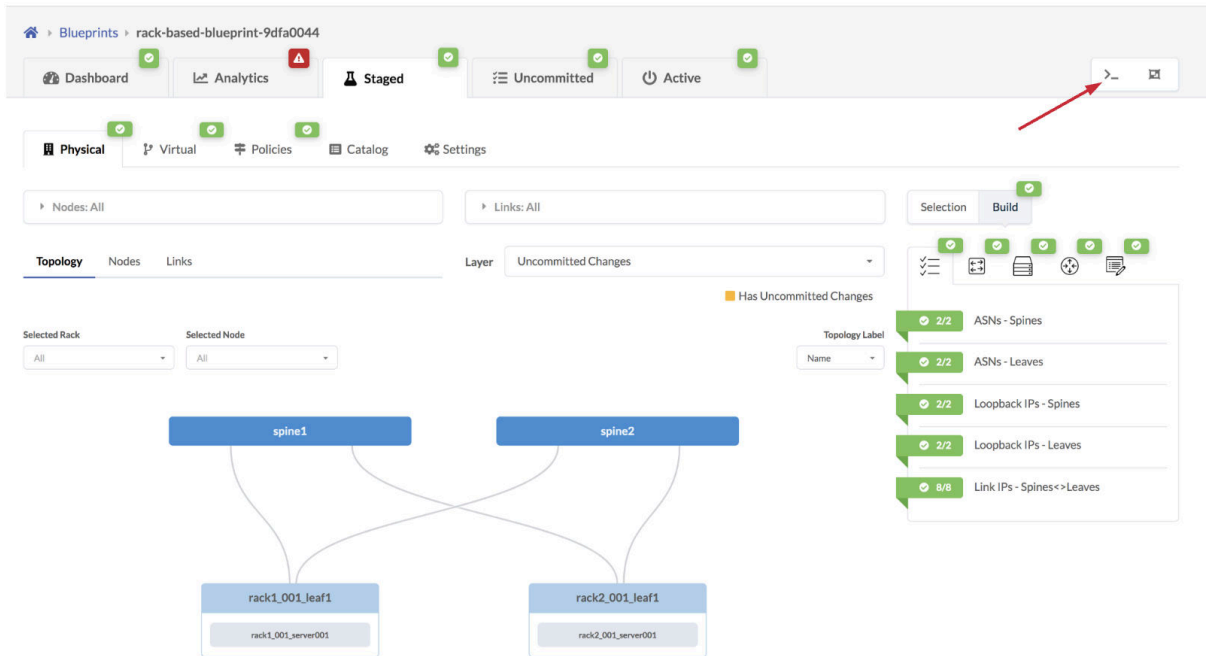 Blueprints rack-based-blueprint-9dfa0044
Dashboard Analytics Staged Uncommitted Active
>_
Physical Virtual Policies Catalog Settings
Nodes: All Links: All Selection Build
Topology Nodes Links Layer Uncommitted Changes
Has Uncommitted Changes
2/2 ASNs - Spines
Selected Rack Selected Node Topology Label
All All Name
2/2 ASNs - Leaves
2/2 Loopback IPs - Spines
spine1 spine2
2/2 Loopback IPs - Leaves
8/8 Link IPs - Spines<>Leaves
rack1_001_leaf1 rack2_001_leaf1
rack1_001_server001 rack2_001_server001